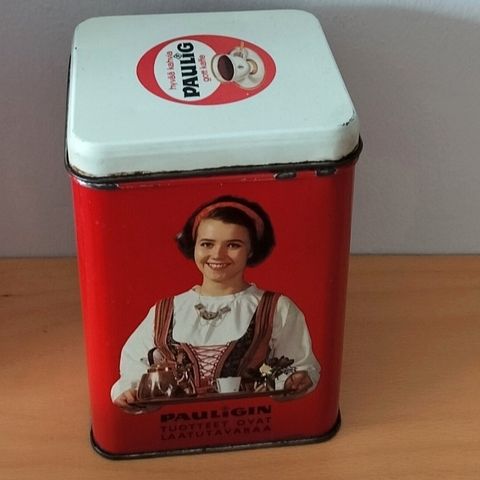 hyvää kahvia
PAULiG
gott kaffe
PAULIGIN
TUOTTEET OVAT
LAATUTAVARAA